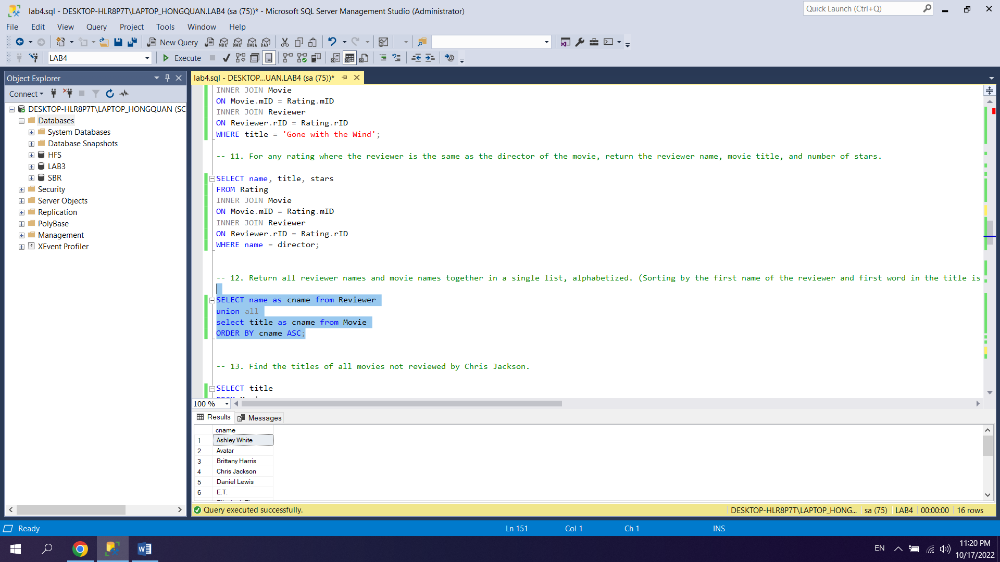 lab4.sql - DESKTOP-HLR8P7T\LAPTOP_HONGQUAN.LAB4 (sa (75))* - Microsoft SQL Server Management Studio (Administrator)
Quick Launch (Ctrl+Q)
File Edit View Query Project Tools Window Help
New Query MDX DMX XMLA DAX
LAB4 Execute
Object Explorer
Connect
DESKTOP-HLR8P7T\LAPTOP_HONGQUAN (SC
Databases
System Databases
Database Snapshots
HFS
LAB3
SBR
Security
Server Objects
Replication
PolyBase
Management
XEvent Profiler
lab4.sql - DESKTOP...UAN.LAB4 (sa (75))*
INNER JOIN Movie
ON Movie.mID = Rating.mID
INNER JOIN Reviewer
ON Reviewer.rID = Rating.rID
WHERE title = 'Gone with the Wind';
-- 11. For any rating where the reviewer is the same as the director of the movie, return the reviewer name, movie title, and number of stars.
SELECT name, title, stars
FROM Rating
INNER JOIN Movie
ON Movie.mID = Rating.mID
INNER JOIN Reviewer
ON Reviewer.rID = Rating.rID
WHERE name = director;
-- 12. Return all reviewer names and movie names together in a single list, alphabetized. (Sorting by the first name of the reviewer and first word in the title is
SELECT name as cname from Reviewer
union all
select title as cname from Movie
ORDER BY cname ASC;
-- 13. Find the titles of all movies not reviewed by Chris Jackson.
SELECT title
100 %
Results Messages
cname
1 Ashley White
2 Avatar
3 Brittany Harris
4 Chris Jackson
5 Daniel Lewis
6 E.T.
Query executed successfully.
DESKTOP-HLR8P7T\LAPTOP_HONG... sa (75) LAB4 00:00:00 16 rows
Ready Ln 151 Col 1 Ch 1 INS
EN
11:20 PM
10/17/2022